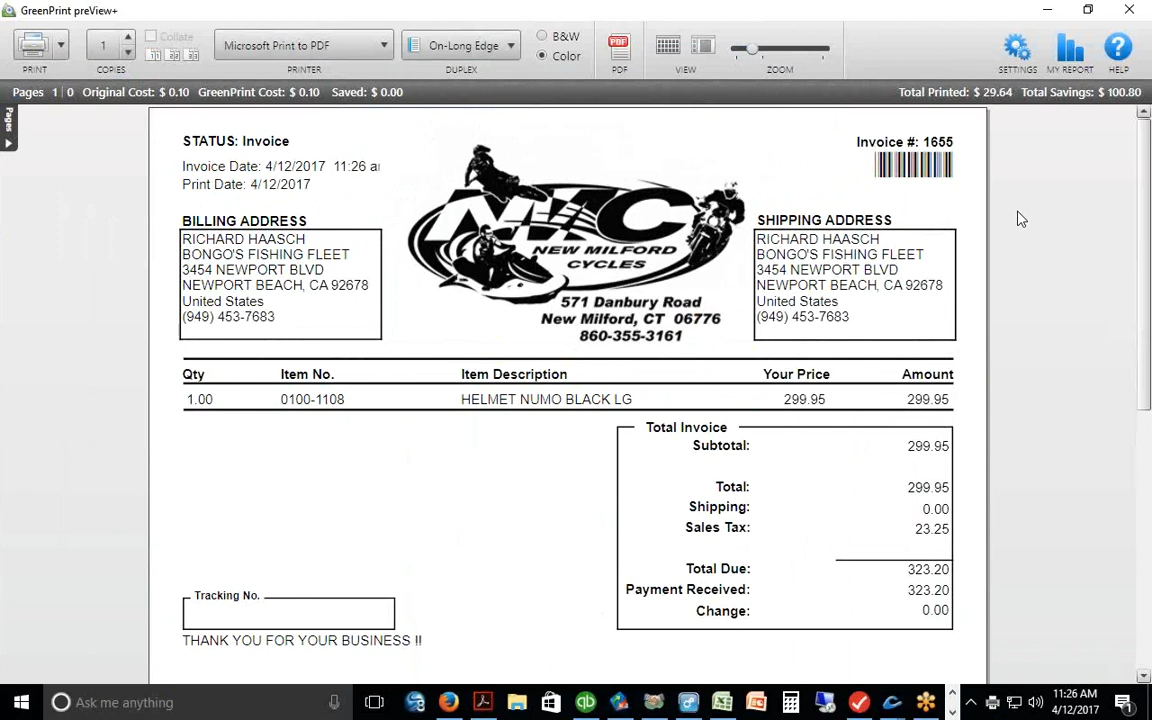 GreenPrint preView+
1
Collate
Microsoft Print to PDF
On-Long Edge
B&W
Color
PDF
PRINT
COPIES
PRINTER
DUPLEX
PDF
VIEW
ZOOM
SETTINGS
MY REPORT
HELP
Pages 1 | 0 Original Cost: $ 0.10 GreenPrint Cost: $ 0.10 Saved: $ 0.00
Total Printed: $ 29.64 Total Savings: $ 100.80
Pages
STATUS: Invoice
Invoice #: 1655
Invoice Date: 4/12/2017 11:26 a
Print Date: 4/12/2017
NMC
NEW MILFORD
CYCLES
571 Danbury Road
New Milford, CT 06776
860-355-3161
BILLING ADDRESS
RICHARD HAASCH
BONGO'S FISHING FLEET
3454 NEWPORT BLVD
NEWPORT BEACH, CA 92678
United States
(949) 453-7683
SHIPPING ADDRESS
RICHARD HAASCH
BONGO'S FISHING FLEET
3454 NEWPORT BLVD
NEWPORT BEACH, CA 92678
United States
(949) 453-7683
Qty Item No. Item Description Your Price Amount
1.00 0100-1108 HELMET NUMO BLACK LG 299.95 299.95
Total Invoice
Subtotal: 299.95
Total: 299.95
Shipping: 0.00
Sales Tax: 23.25
Total Due: 323.20
Payment Received: 323.20
Change: 0.00
Tracking No.
THANK YOU FOR YOUR BUSINESS !!
Ask me anything
11:26 AM
4/12/2017
1